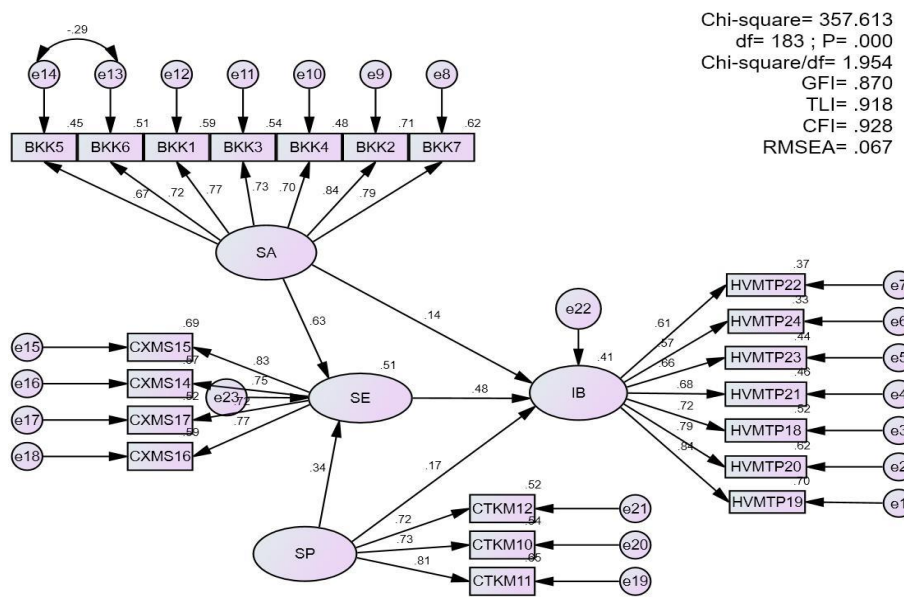 Chi-square= 357.613
df= 183 ; P= .000
Chi-square/df= 1.954
GFI= .870
TLI= .918
CFI= .928
RMSEA= .067
-.29
e14 e13 e12 e11 e10 e9 e8
.45 .51 .59 .54 .48 .71 .62
BKK5 BKK6 BKK1 BKK3 BKK4 BKK2 BKK7
.67 .72 .77 .73 .70 .84 .79
SA
.63
.14
e22
.41
IB
.37
HVMTP22 e7
.61
.33
HVMTP24 e6
.57
.44
HVMTP23 e5
.66
.46
HVMTP21 e4
.68
.52
HVMTP18 e3
.72
.62
HVMTP20 e2
.79
.70
HVMTP19 e1
.84
.69
e15 CXMS15
.83
.57
e16 CXMS14
.75
e23
.52
e17 CXMS17
.72
.59
e18 CXMS16
.77
.51
SE
.48
.34
.17
SP
.52
CTKM12 e21
.72
.54
CTKM10 e20
.73
.65
CTKM11 e19
.81